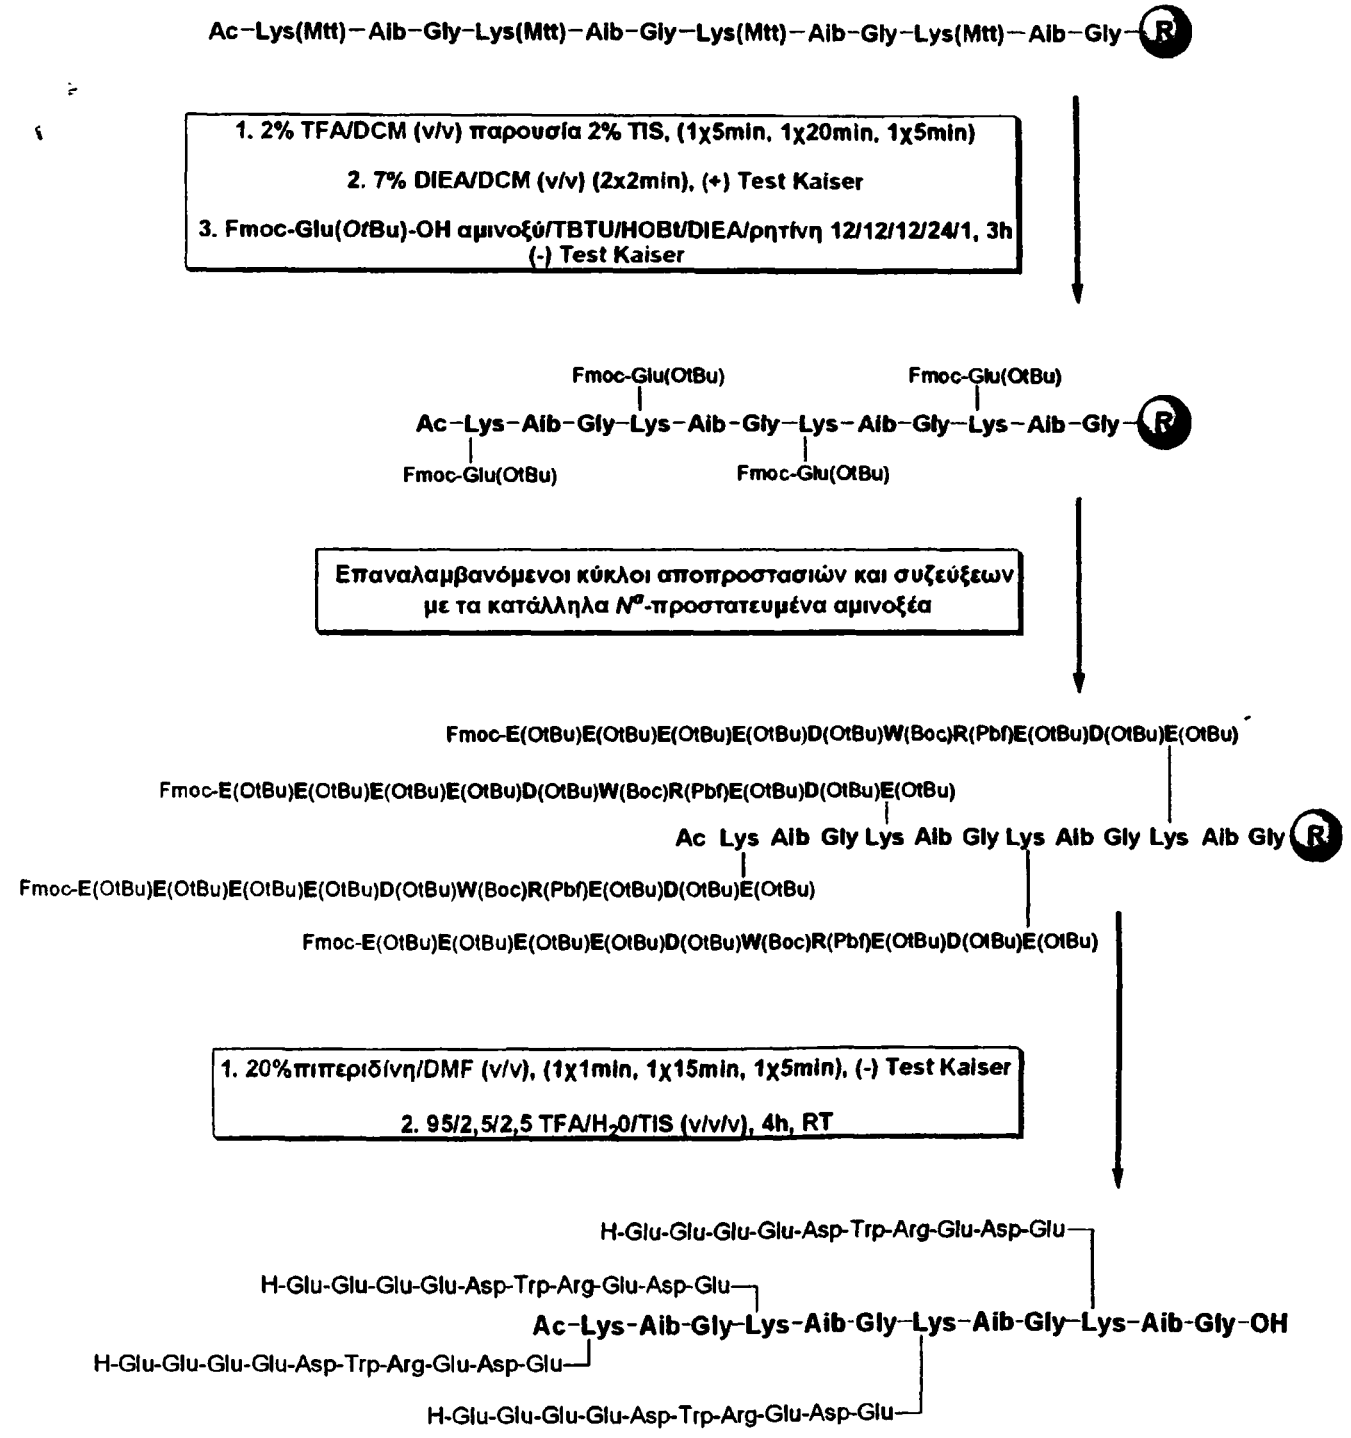 Ac–Lys(Mtt)–Aib–Gly–Lys(Mtt)–Aib–Gly–Lys(Mtt)–Aib–Gly–Lys(Mtt)–Aib–Gly–R
1. 2% TFA/DCM (v/v) παρουσία 2% TIS, (1χ5min, 1χ20min, 1χ5min)
2. 7% DIEA/DCM (v/v) (2x2min), (+) Test Kaiser
3. Fmoc-Glu(OtBu)-OH αμινοξύ/TBTU/HOBt/DIEA/ρητίνη 12/12/12/24/1, 3h
(-) Test Kaiser
Fmoc-Glu(OtBu) Fmoc-Glu(OtBu)
Ac–Lys–Aib–Gly–Lys–Aib–Gly–Lys–Aib–Gly–Lys–Aib–Gly–R
Fmoc-Glu(OtBu) Fmoc-Glu(OtBu)
Επαναλαμβανόμενοι κύκλοι αποπροστασιών και συζεύξεων
με τα κατάλληλα Nα-προστατευμένα αμινοξέα
Fmoc-E(OtBu)E(OtBu)E(OtBu)E(OtBu)D(OtBu)W(Boc)R(Pbf)E(OtBu)D(OtBu)E(OtBu)
Fmoc-E(OtBu)E(OtBu)E(OtBu)E(OtBu)D(OtBu)W(Boc)R(Pbf)E(OtBu)D(OtBu)E(OtBu)
Ac Lys Aib Gly Lys Aib Gly Lys Aib Gly Lys Aib Gly R
Fmoc-E(OtBu)E(OtBu)E(OtBu)E(OtBu)D(OtBu)W(Boc)R(Pbf)E(OtBu)D(OtBu)E(OtBu)
Fmoc-E(OtBu)E(OtBu)E(OtBu)E(OtBu)D(OtBu)W(Boc)R(Pbf)E(OtBu)D(OtBu)E(OtBu)
1. 20%πιπεριδίνη/DMF (v/v), (1χ1min, 1χ15min, 1χ5min), (-) Test Kaiser
2. 95/2,5/2,5 TFA/H₂0/TIS (v/v/v), 4h, RT
H-Glu-Glu-Glu-Glu-Asp-Trp-Arg-Glu-Asp-Glu
H-Glu-Glu-Glu-Glu-Asp-Trp-Arg-Glu-Asp-Glu
Ac–Lys–Aib–Gly–Lys–Aib–Gly–Lys–Aib–Gly–Lys–Aib–Gly–OH
H-Glu-Glu-Glu-Glu-Asp-Trp-Arg-Glu-Asp-Glu
H-Glu-Glu-Glu-Glu-Asp-Trp-Arg-Glu-Asp-Glu